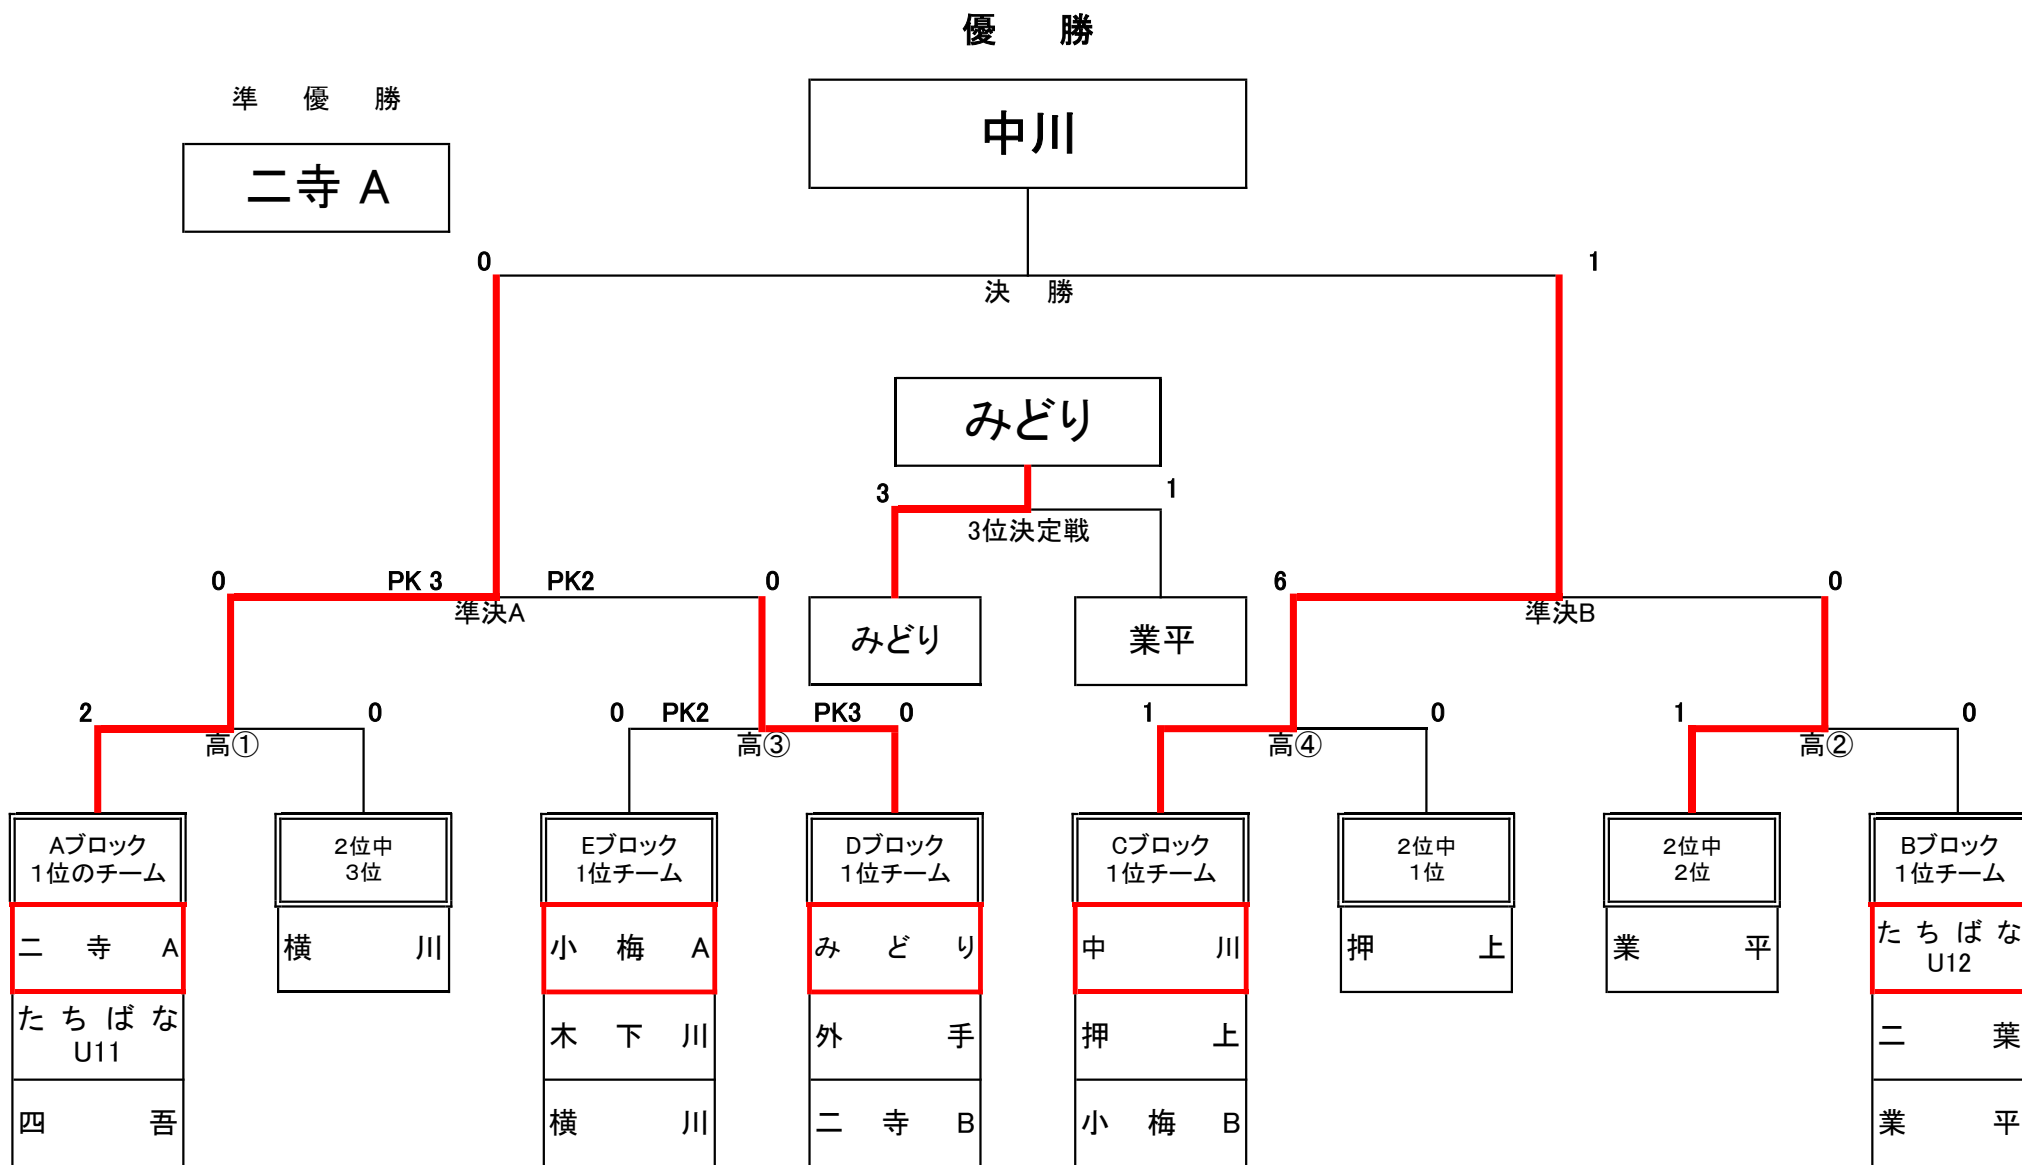 優 勝
準 優 勝
中川
二寺 A
0
1
決 勝
みどり
3
1
3位決定戦
0
PK 3
PK2
0
6
0
準決A
準決B
みどり
業平
2
0
0
PK2
PK3
0
1
0
1
0
高①
高③
高④
高②
Aブロック
1位のチーム
2位中
3位
Eブロック
1位チーム
Dブロック
1位チーム
Cブロック
1位チーム
2位中
1位
2位中
2位
Bブロック
1位チーム
二 寺 A
横 川
小 梅 A
み ど り
中 川
押 上
業 平
た ち ば な
U12
た ち ば な
U11
木 下 川
外 手
押 上
二 葉
四 吾
横 川
二 寺 B
小 梅 B
業 平